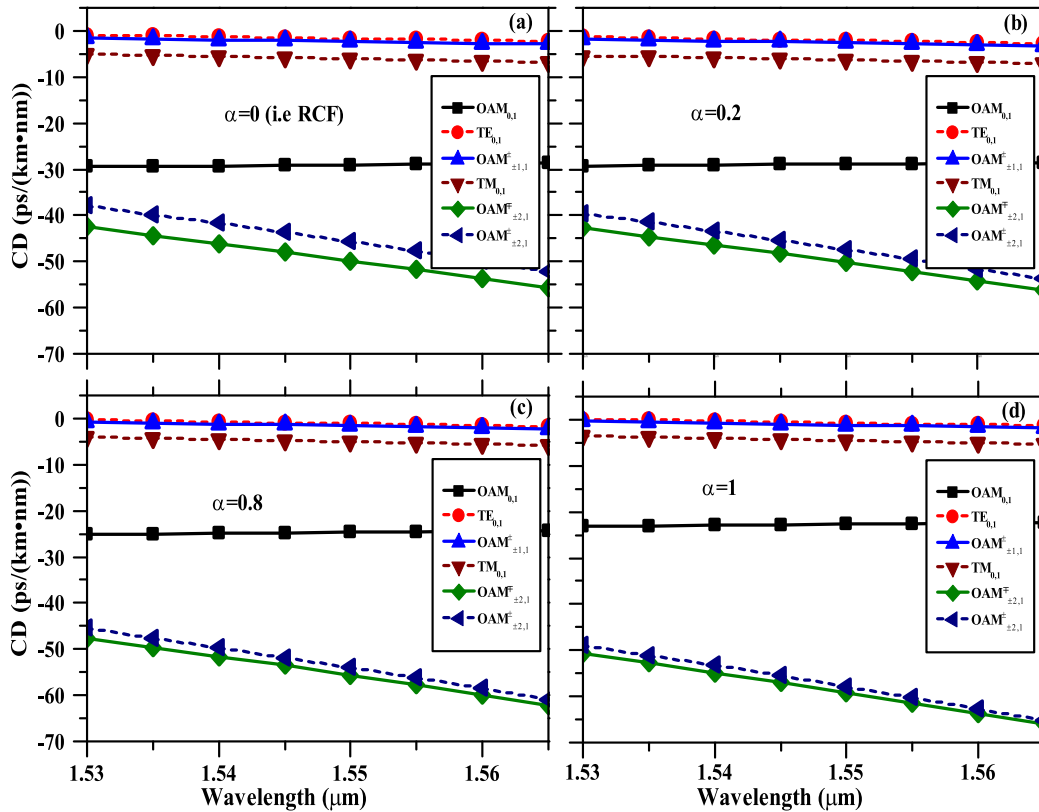 (a)
α=0 (i.e RCF)
OAM0,1
TE0,1
OAM±±1,1
TM0,1
OAM∓±2,1
OAM±±2,1
0
-10
-20
-30
-40
-50
-60
-70
CD (ps/(km•nm))
(b)
α=0.2
OAM0,1
TE0,1
OAM±±1,1
TM0,1
OAM∓±2,1
OAM±±2,1
(c)
α=0.8
OAM0,1
TE0,1
OAM±±1,1
TM0,1
OAM∓±2,1
OAM±±2,1
0
-10
-20
-30
-40
-50
-60
-70
CD (ps/(km•nm))
1.53 1.54 1.55 1.56
Wavelength (μm)
(d)
α=1
OAM0,1
TE0,1
OAM±±1,1
TM0,1
OAM∓±2,1
OAM±±2,1
1.53 1.54 1.55 1.56
Wavelength (μm)